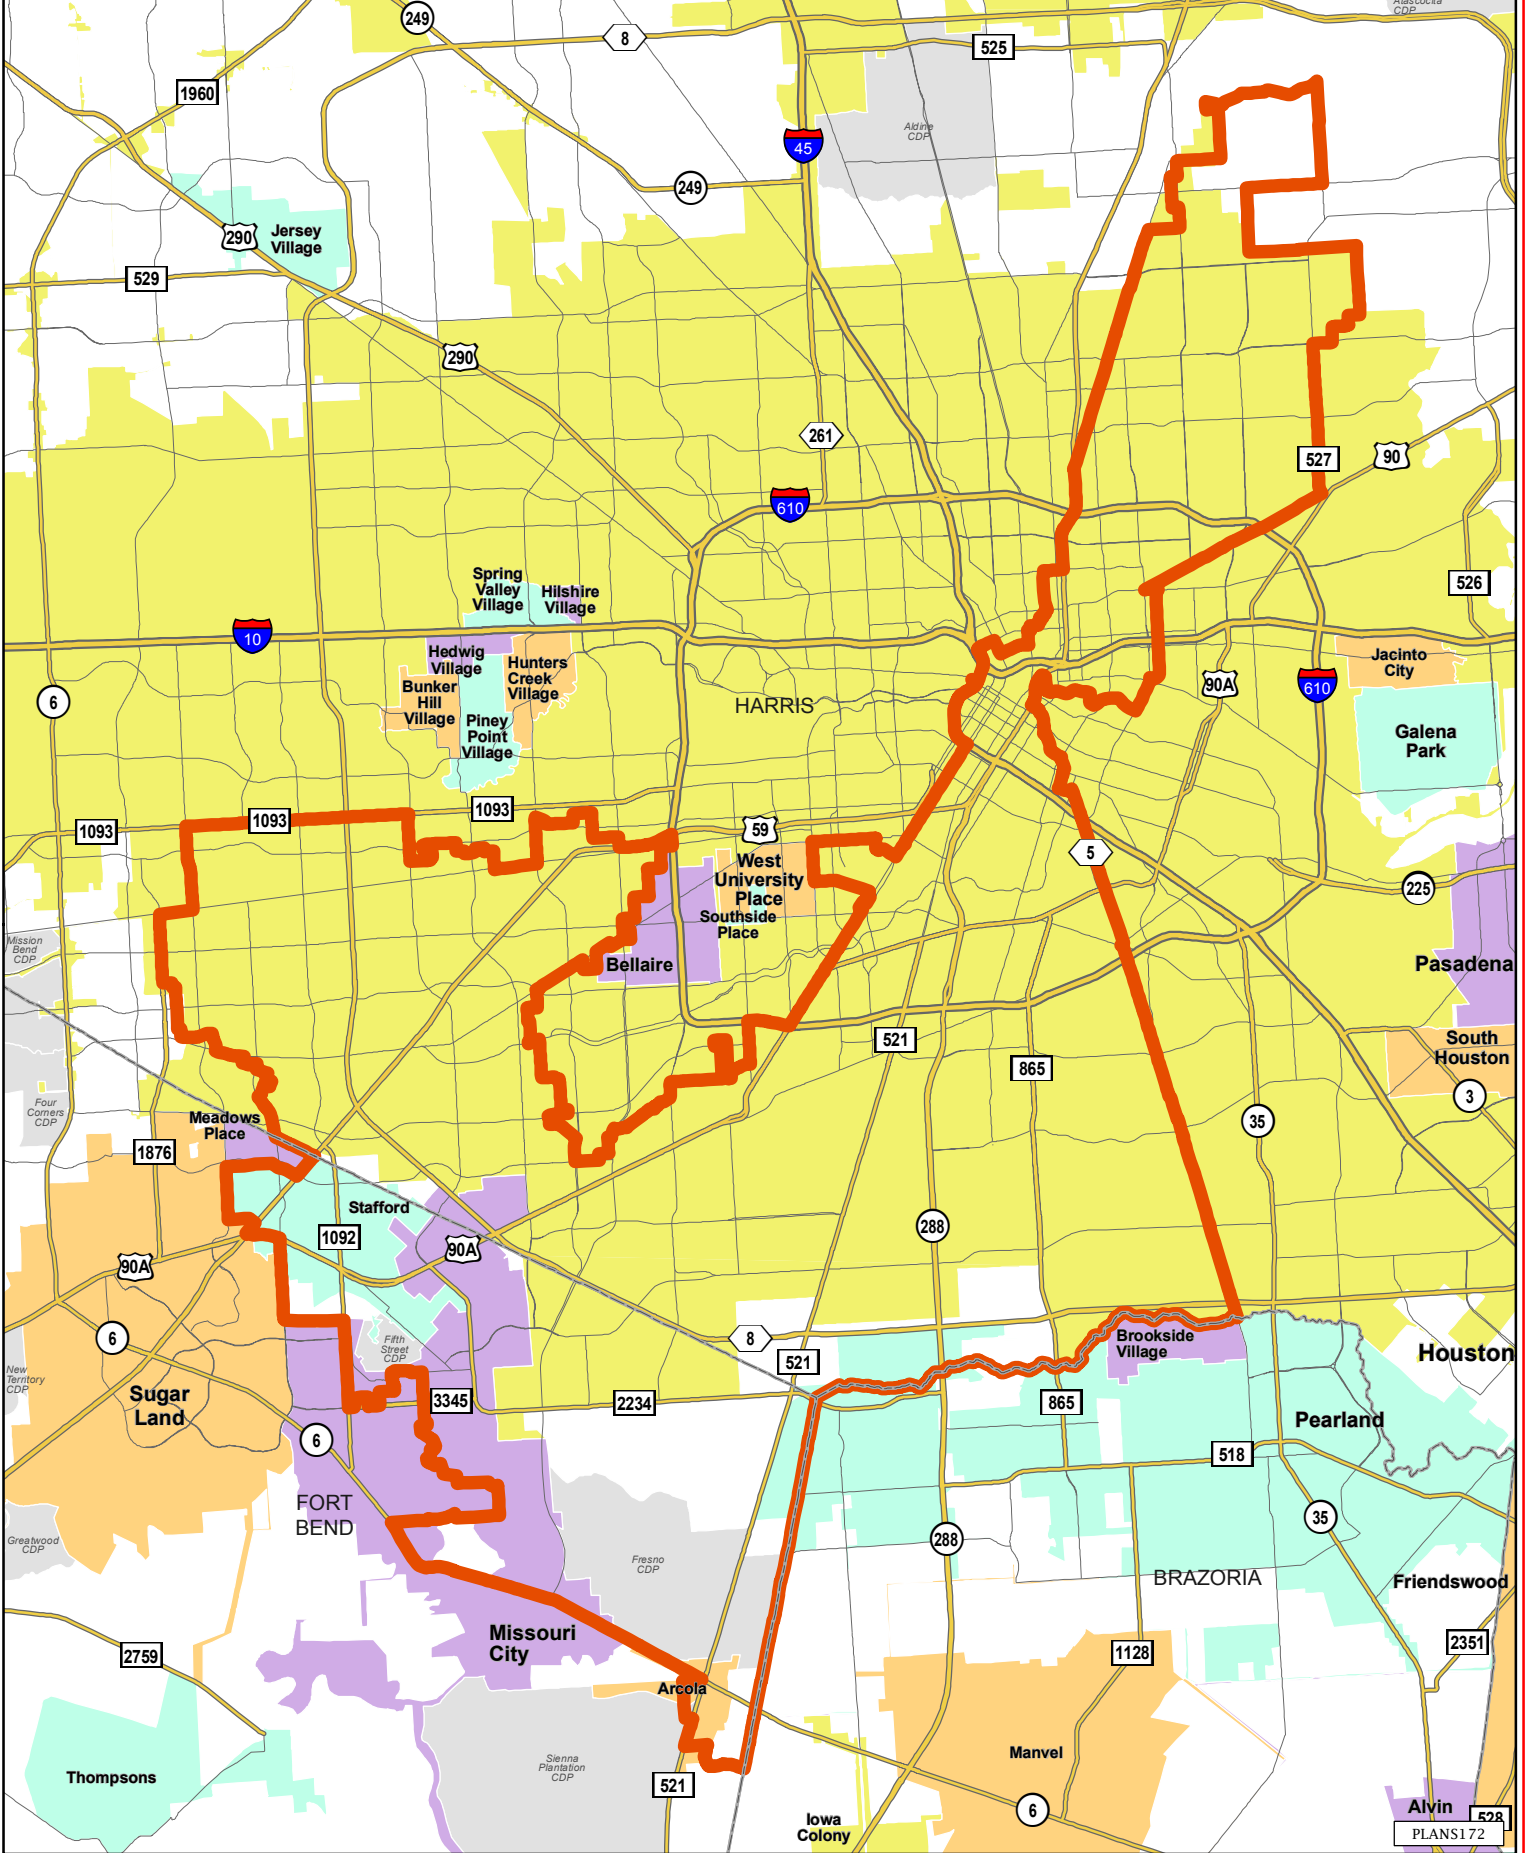 Atascocita
CDP
249
8
525
1960
Aldine
CDP
45
249
290
Jersey
Village
529
290
261
527
90
610
526
Spring
Valley
Village
Hilshire
Village
10
Hedwig
Village
Hunters
Creek
Village
Jacinto
City
Bunker
Hill
Village
6
90A
610
HARRIS
Piney
Point
Village
Galena
Park
1093
1093
1093
59
5
West
University
Place
225
Southside
Place
Mission
Bend
CDP
Bellaire
Pasadena
521
865
South
Houston
3
Four
Corners
CDP
Meadows
Place
35
1876
Stafford
1092
90A
90A
288
6
8
Fifth
Street
CDP
Brookside
Village
Houston
521
New
Territory
CDP
Sugar
Land
3345
2234
865
Pearland
6
518
FORT
BEND
35
Greatwood
CDP
288
Fresno
CDP
BRAZORIA
Friendswood
Missouri
City
2759
1128
2351
Arcola
Manvel
Thompsons
Sienna
Plantation
CDP
521
6
Iowa
Colony
Alvin
528
PLANS172